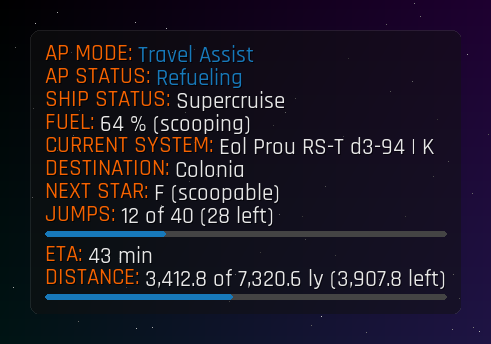 AP MODE: Travel Assist
AP STATUS: Refueling
SHIP STATUS: Supercruise
FUEL: 64 % (scooping)
CURRENT SYSTEM: Eol Prou RS-T d3-94 | K
DESTINATION: Colonia
NEXT STAR: F (scoopable)
JUMPS: 12 of 40 (28 left)
ETA: 43 min
DISTANCE: 3,412.8 of 7,320.6 ly (3,907.8 left)